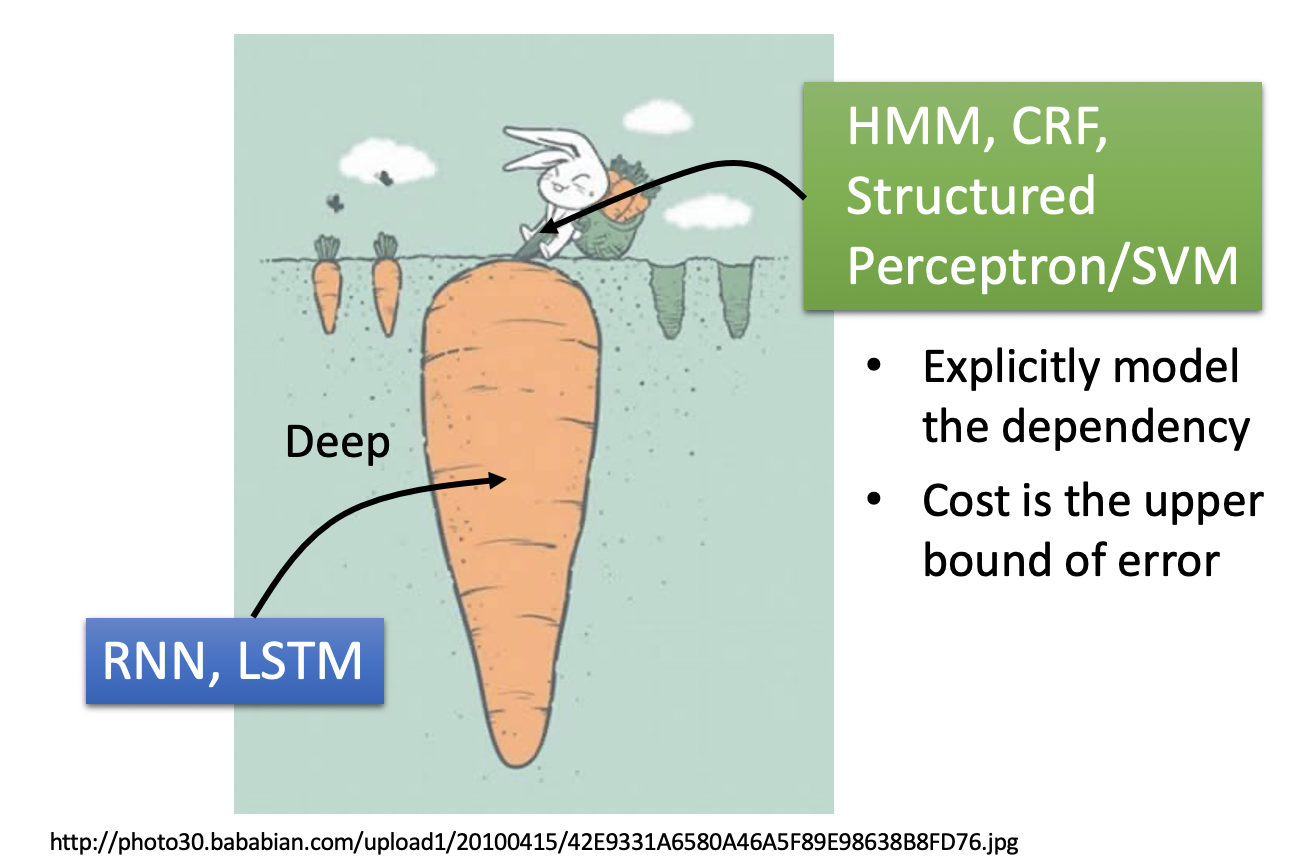 HMM, CRF,
Structured
Perceptron/SVM
• Explicitly model
the dependency
• Cost is the upper
bound of error
Deep
RNN, LSTM
http://photo30.bababian.com/upload1/20100415/42E9331A6580A46A5F89E98638B8FD76.jpg